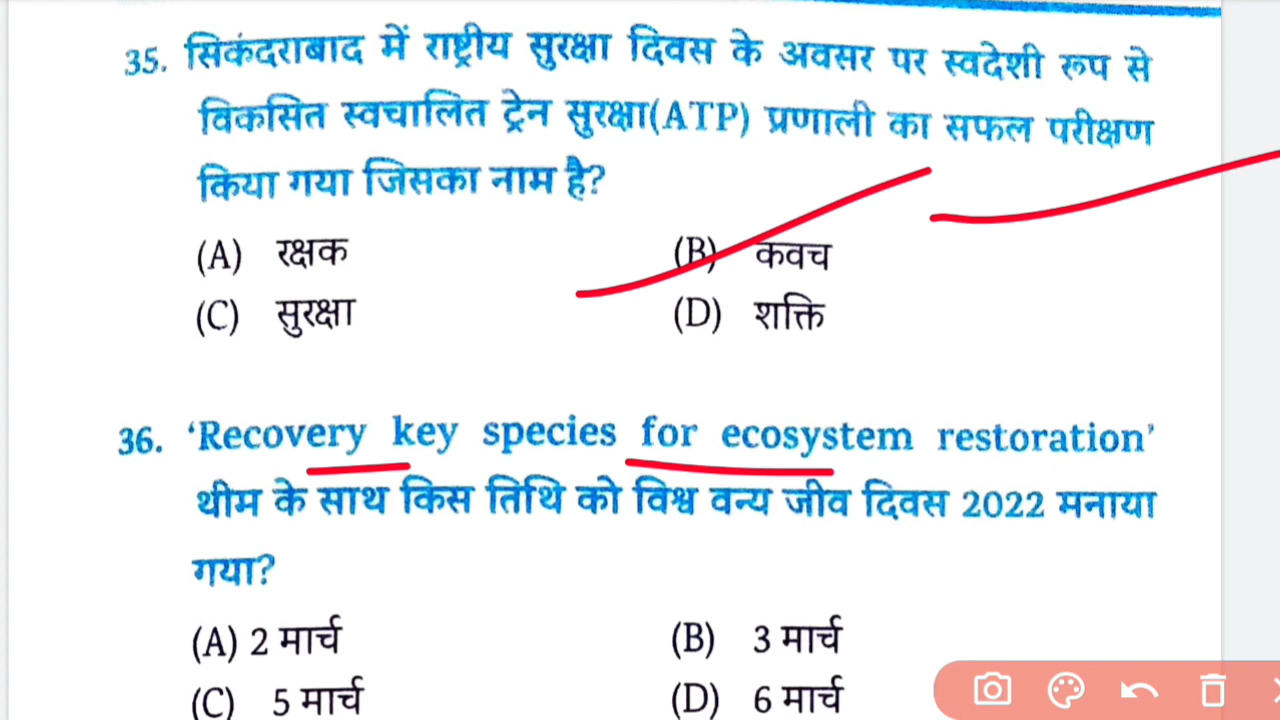 35. सिकंदराबाद में राष्ट्रीय सुरक्षा दिवस के अवसर पर स्वदेशी रूप से
विकसित स्वचालित ट्रेन सुरक्षा(ATP) प्रणाली का सफल परीक्षण
किया गया जिसका नाम है?
(A) रक्षक (B) कवच
(C) सुरक्षा (D) शक्ति
36. ‘Recovery key species for ecosystem restoration’
थीम के साथ किस तिथि को विश्व वन्य जीव दिवस 2022 मनाया
गया?
(A) 2 मार्च (B) 3 मार्च
(C) 5 मार्च (D) 6 मार्च